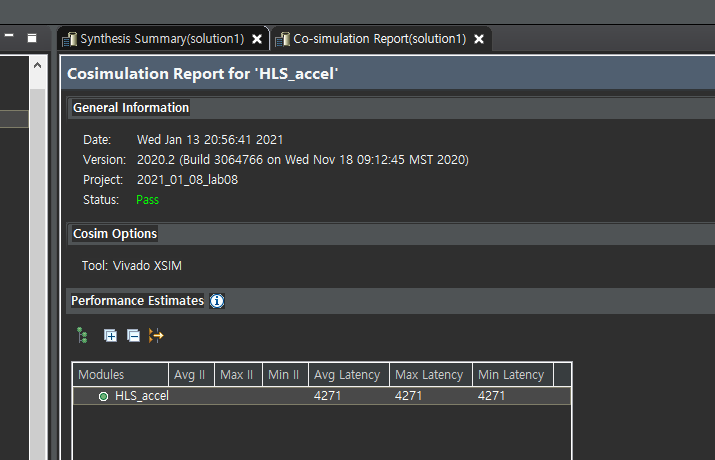 Synthesis Summary(solution1) Co-simulation Report(solution1)
Cosimulation Report for 'HLS_accel'
General Information
Date: Wed Jan 13 20:56:41 2021
Version: 2020.2 (Build 3064766 on Wed Nov 18 09:12:45 MST 2020)
Project: 2021_01_08_lab08
Status: Pass
Cosim Options
Tool: Vivado XSIM
Performance Estimates
Modules Avg II Max II Min II Avg Latency Max Latency Min Latency
HLS_accel 4271 4271 4271